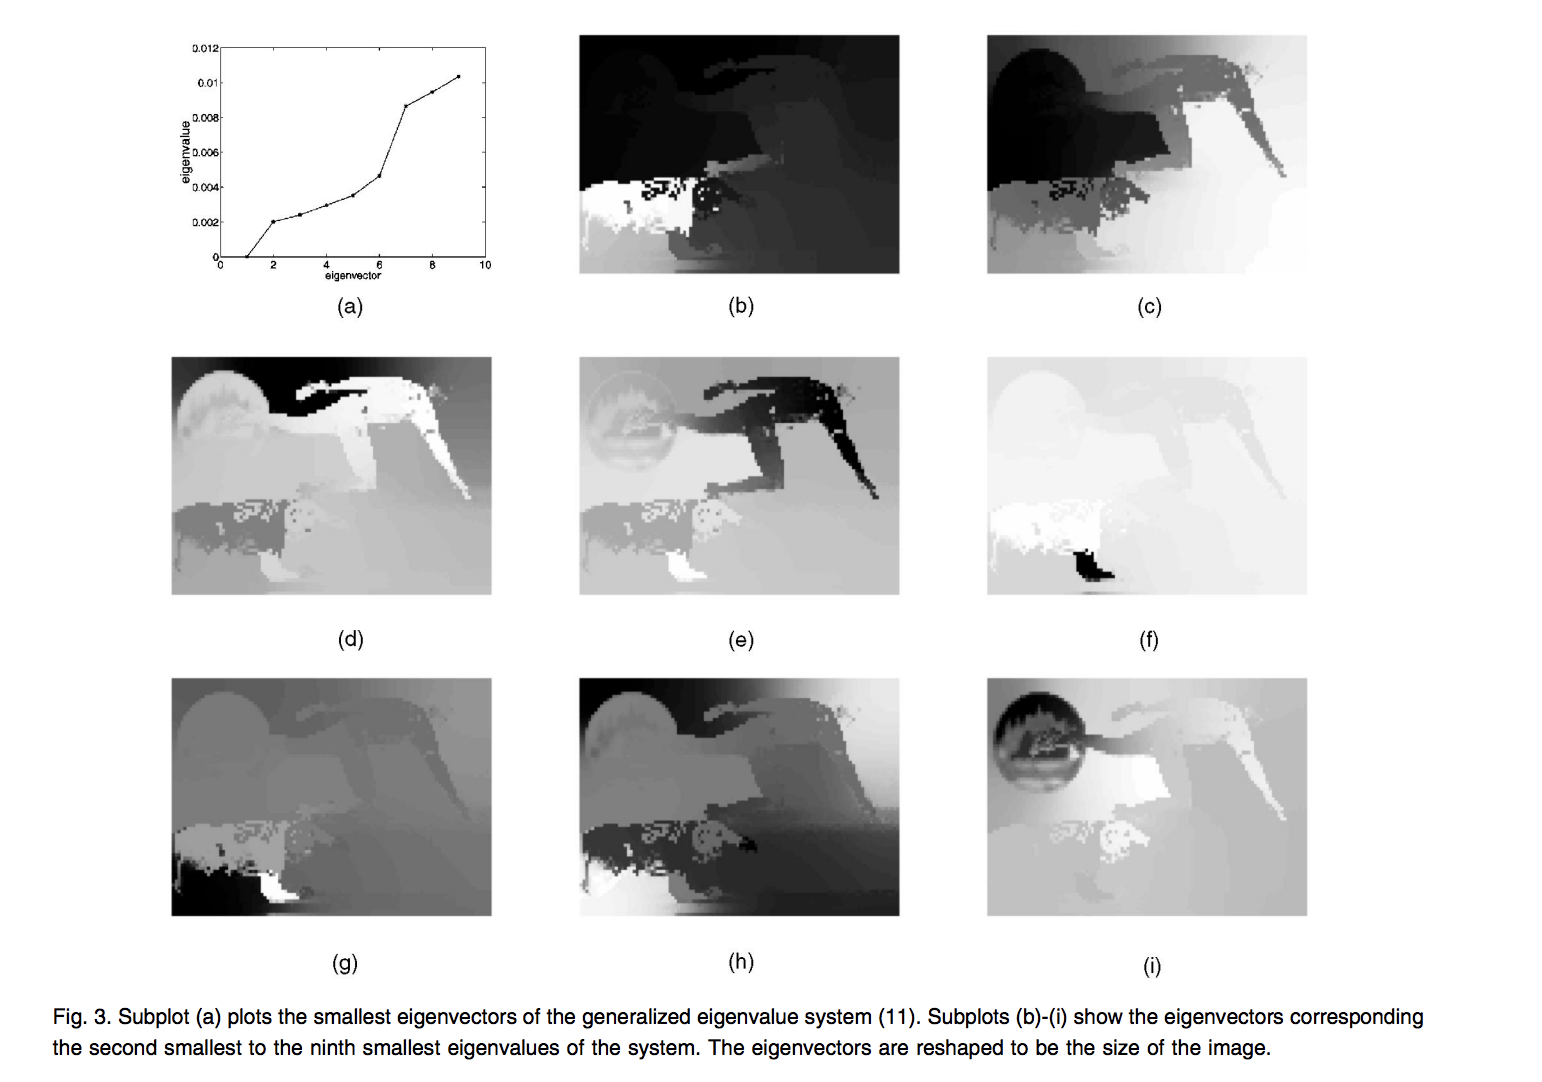 0.012
0.01
0.008
0.006
0.004
0.002
0
eigenvalue
0 2 4 6 8 10
eigenvector
(a) (b) (c)
(d) (e) (f)
(g) (h) (i)
Fig. 3. Subplot (a) plots the smallest eigenvectors of the generalized eigenvalue system (11). Subplots (b)-(i) show the eigenvectors corresponding
the second smallest to the ninth smallest eigenvalues of the system. The eigenvectors are reshaped to be the size of the image.